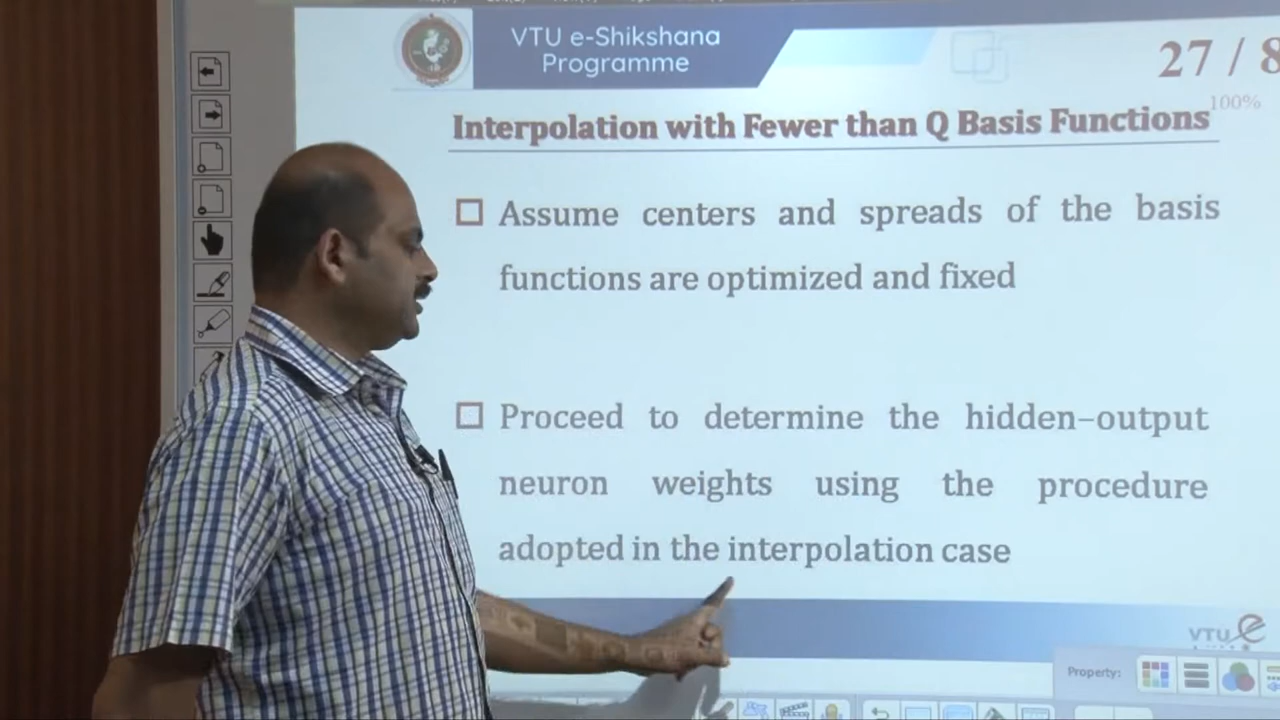 VTU e-Shikshana
Programme
27 / 8
100%
Interpolation with Fewer than Q Basis Functions
Assume centers and spreads of the basis
functions are optimized and fixed
Proceed to determine the hidden–output
neuron weights using the procedure
adopted in the interpolation case
VTU e
Property: